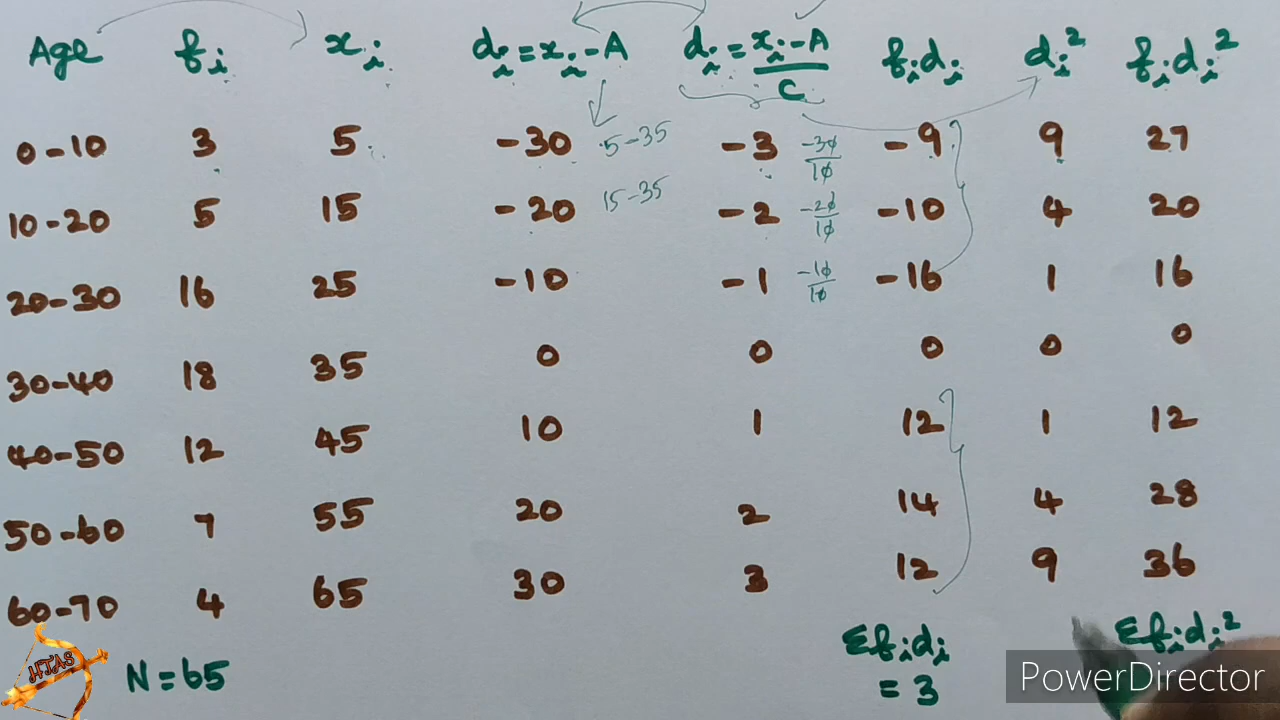 Age fᵢ xᵢ dᵢ = xᵢ - A dᵢ = xᵢ - A / C fᵢdᵢ dᵢ² fᵢdᵢ²
0-10 3 5 -30 5-35 -3 -30/10 -9 9 27
10-20 5 15 -20 15-35 -2 -20/10 -10 4 20
20-30 16 25 -10 -1 -10/10 -16 1 16
30-40 18 35 0 0 0 0 0
40-50 12 45 10 1 12 1 12
50-60 7 55 20 2 14 4 28
60-70 4 65 30 3 12 9 36
HTAS
N = 65
Σfᵢdᵢ
= 3
Σfᵢdᵢ²
PowerDirector